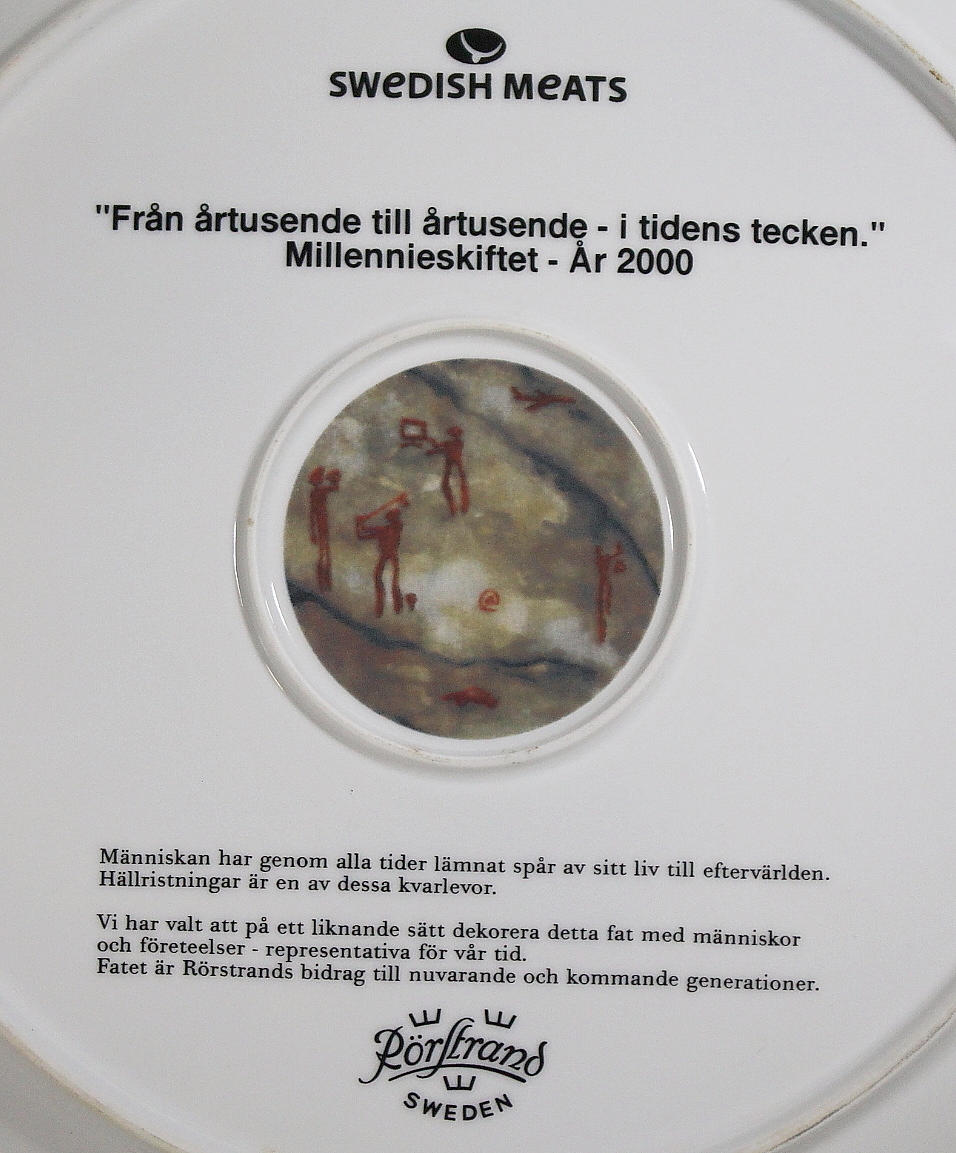 SWEDISH MEATS
"Från årtusende till årtusende - i tidens tecken."
Millennieskiftet - År 2000
@
Människan har genom alla tider lämnat spår av sitt liv till eftervärlden.
Hällristningar är en av dessa kvarlevor.
Vi har valt att på ett liknande sätt dekorera detta fat med människor
och företeelser - representativa för vår tid.
Fatet är Rörstrands bidrag till nuvarande och kommande generationer.
Rörstrand
SWEDEN